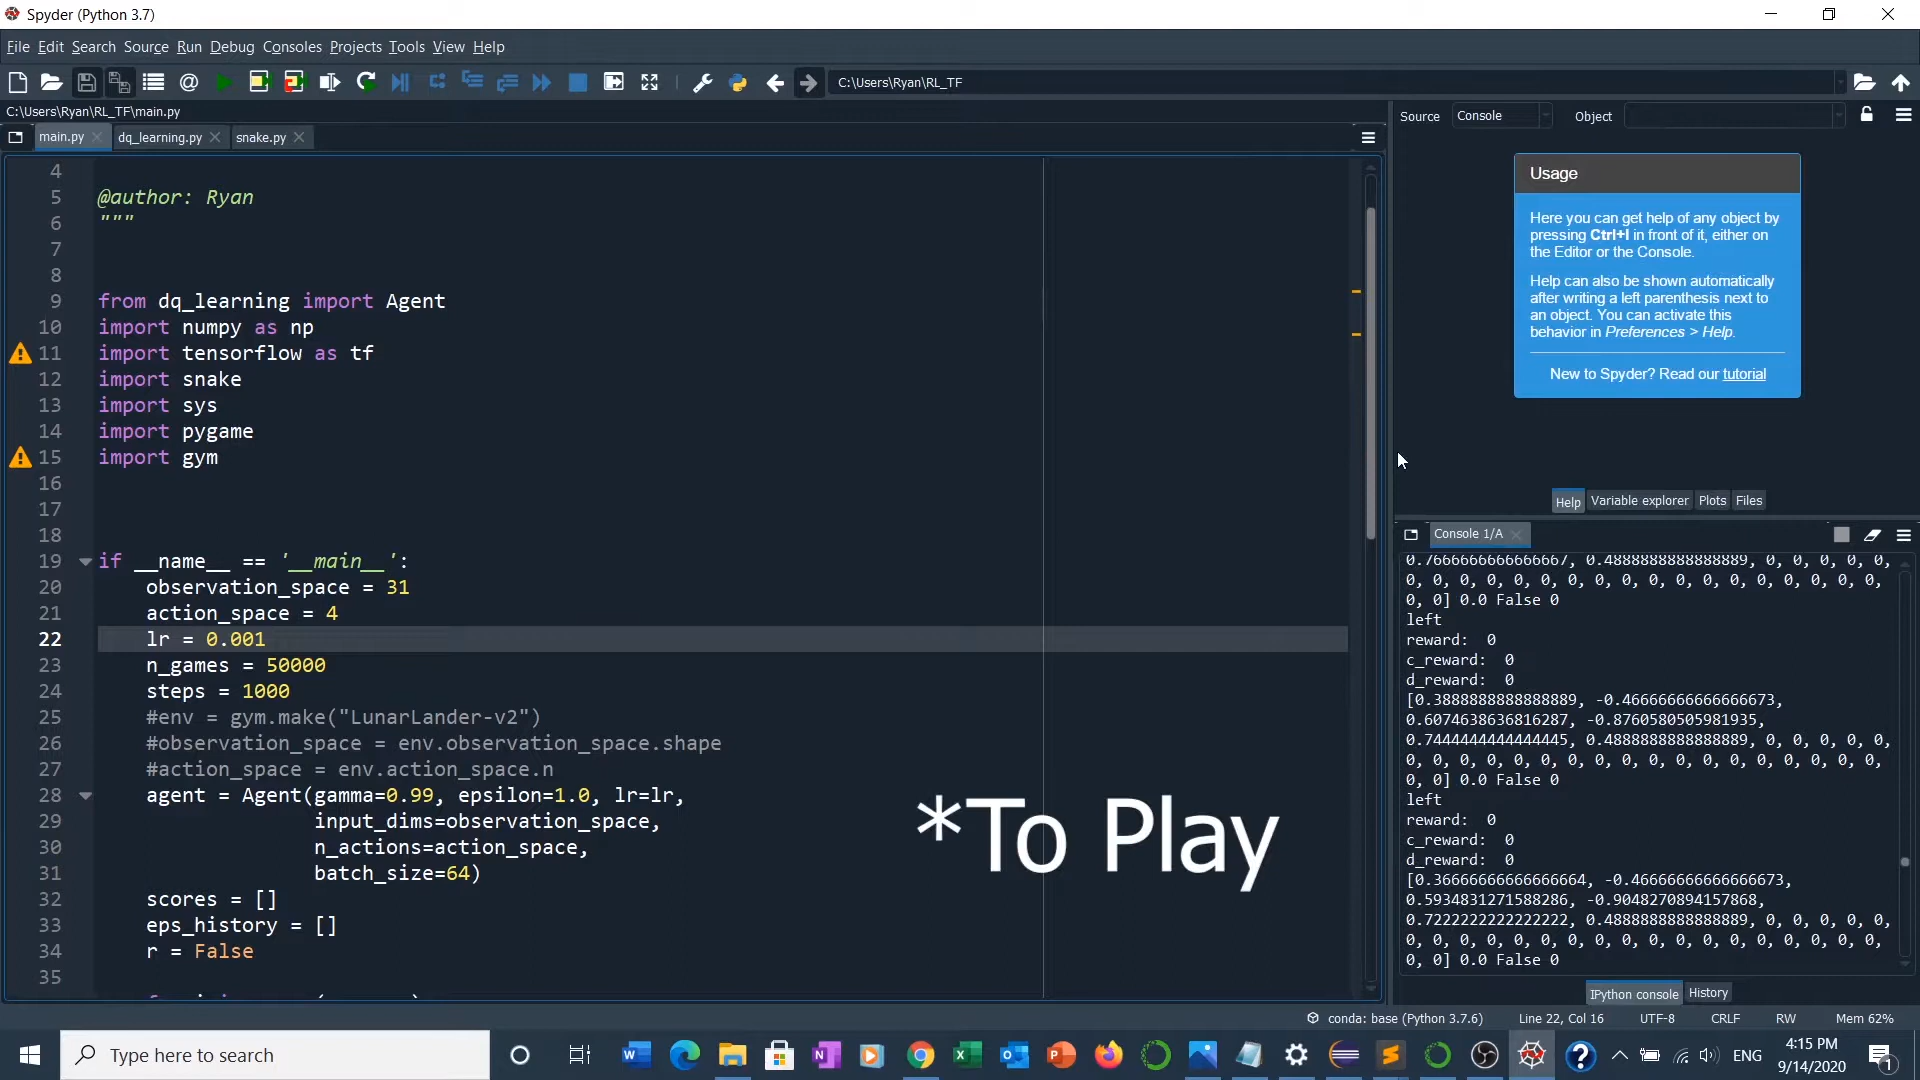 Spyder (Python 3.7)
File Edit Search Source Run Debug Consoles Projects Tools View Help
C:\Users\Ryan\RL_TF
C:\Users\Ryan\RL_TF\main.py
main.py dq_learning.py snake.py
4
5 @author: Ryan
6 """
7
8
9 from dq_learning import Agent
10 import numpy as np
11 import tensorflow as tf
12 import snake
13 import sys
14 import pygame
15 import gym
16
17
18
19 if __name__ == '__main__':
20 observation_space = 31
21 action_space = 4
22 lr = 0.001
23 n_games = 50000
24 steps = 1000
25 #env = gym.make("LunarLander-v2")
26 #observation_space = env.observation_space.shape
27 #action_space = env.action_space.n
28 agent = Agent(gamma=0.99, epsilon=1.0, lr=lr,
29 input_dims=observation_space,
30 n_actions=action_space,
31 batch_size=64)
32 scores = []
33 eps_history = []
34 r = False
35
*To Play
Source Console Object
Usage
Here you can get help of any object by
pressing Ctrl+I in front of it, either on
the Editor or the Console.
Help can also be shown automatically
after writing a left parenthesis next to
an object. You can activate this
behavior in Preferences > Help.
New to Spyder? Read our tutorial
Help Variable explorer Plots Files
Console 1/A
0.7666666666666667, 0.4888888888888889, 0, 0, 0, 0,
0, 0, 0, 0, 0, 0, 0, 0, 0, 0, 0, 0, 0, 0, 0, 0, 0, 0,
0, 0] 0.0 False 0
left
reward: 0
c_reward: 0
d_reward: 0
[0.3888888888888889, -0.46666666666666673,
0.6074638636816287, -0.8760580505981935,
0.7444444444444445, 0.4888888888888889, 0, 0, 0, 0, 0,
0, 0, 0, 0, 0, 0, 0, 0, 0, 0, 0, 0, 0, 0, 0, 0, 0,
0, 0] 0.0 False 0
left
reward: 0
c_reward: 0
d_reward: 0
[0.36666666666666664, -0.46666666666666673,
0.5934831271588286, -0.9048270894157868,
0.7222222222222222, 0.4888888888888889, 0, 0, 0, 0, 0,
0, 0, 0, 0, 0, 0, 0, 0, 0, 0, 0, 0, 0, 0, 0, 0, 0,
0, 0] 0.0 False 0
IPython console History
conda: base (Python 3.7.6) Line 22, Col 16 UTF-8 CRLF RW Mem 62%
Type here to search
ENG
4:15 PM
9/14/2020
1